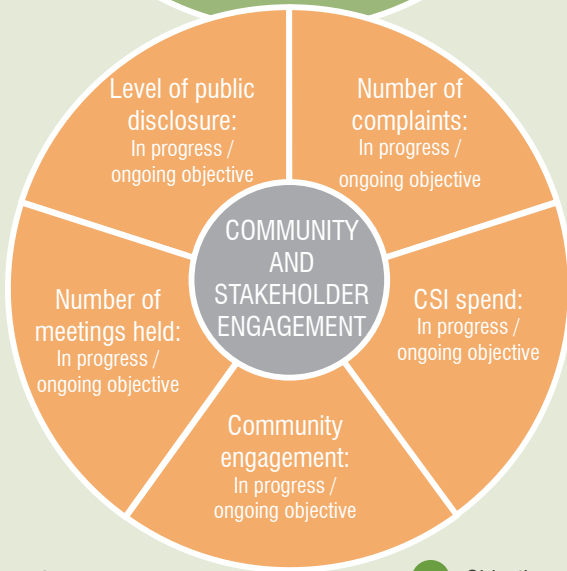 Level of public
disclosure:
In progress /
ongoing objective
Number of
complaints:
In progress /
ongoing objective
COMMUNITY
AND
STAKEHOLDER
ENGAGEMENT
Number of
meetings held:
In progress /
ongoing objective
CSI spend:
In progress /
ongoing objective
Community
engagement:
In progress /
ongoing objective